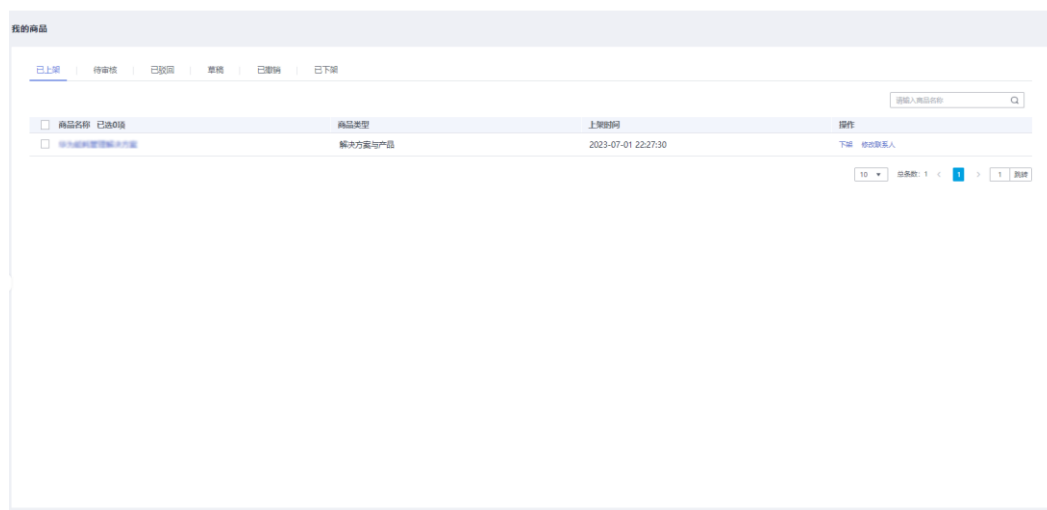 我的商品
已上架 待审核 已驳回 草稿 已撤销 已下架
请输入商品名称
商品名称 已选0项 商品类型 上架时间 操作
解决方案与产品 2023-07-01 22:27:30 下架 修改联系人
10 总条数: 1 < 1 > 1 跳转